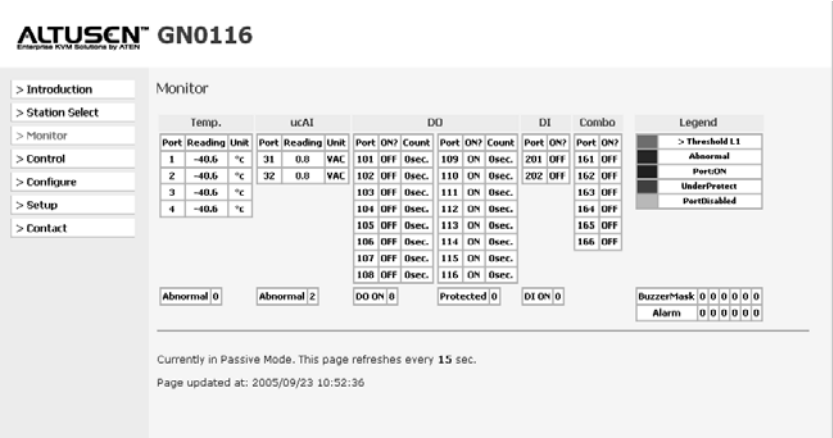 ALTUSEN™ GN0116
Enterprise KVM Solutions by ATEN
> Introduction
> Station Select
> Monitor
> Control
> Configure
> Setup
> Contact
Monitor
Temp. ucAI DO DI Combo Legend
Port Reading Unit Port Reading Unit Port ON? Count Port ON? Count Port ON? Port ON? > Threshold L1
1 -40.6 °c 31 0.8 VAC 101 OFF 0sec. 109 ON 0sec. 201 OFF 161 OFF Abnormal
2 -40.6 °c 32 0.8 VAC 102 OFF 0sec. 110 ON 0sec. 202 OFF 162 OFF Port:ON
3 -40.6 °c 103 OFF 0sec. 111 ON 0sec. 163 OFF UnderProtect
4 -40.6 °c 104 OFF 0sec. 112 ON 0sec. 164 OFF PortDisabled
105 OFF 0sec. 113 ON 0sec. 165 OFF
106 OFF 0sec. 114 ON 0sec. 166 OFF
107 OFF 0sec. 115 ON 0sec.
108 OFF 0sec. 116 ON 0sec.
Abnormal 0 Abnormal 2 DO ON 0 Protected 0 DI ON 0 BuzzerMask 0 0 0 0 0 0
Alarm 0 0 0 0 0 0
Currently in Passive Mode. This page refreshes every 15 sec.
Page updated at: 2005/09/23 10:52:36